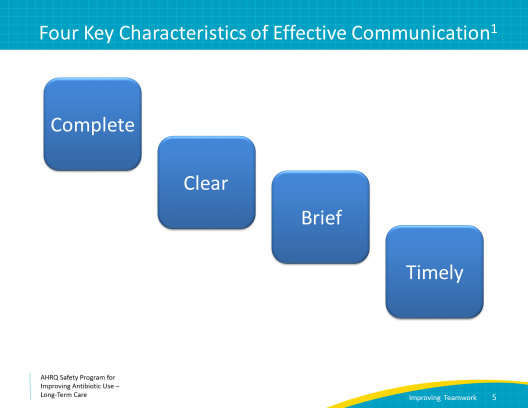 Four Key Characteristics of Effective Communication¹
Complete
Clear
Brief
Timely
AHRQ Safety Program for
Improving Antibiotic Use –
Long-Term Care
Improving Teamwork 5